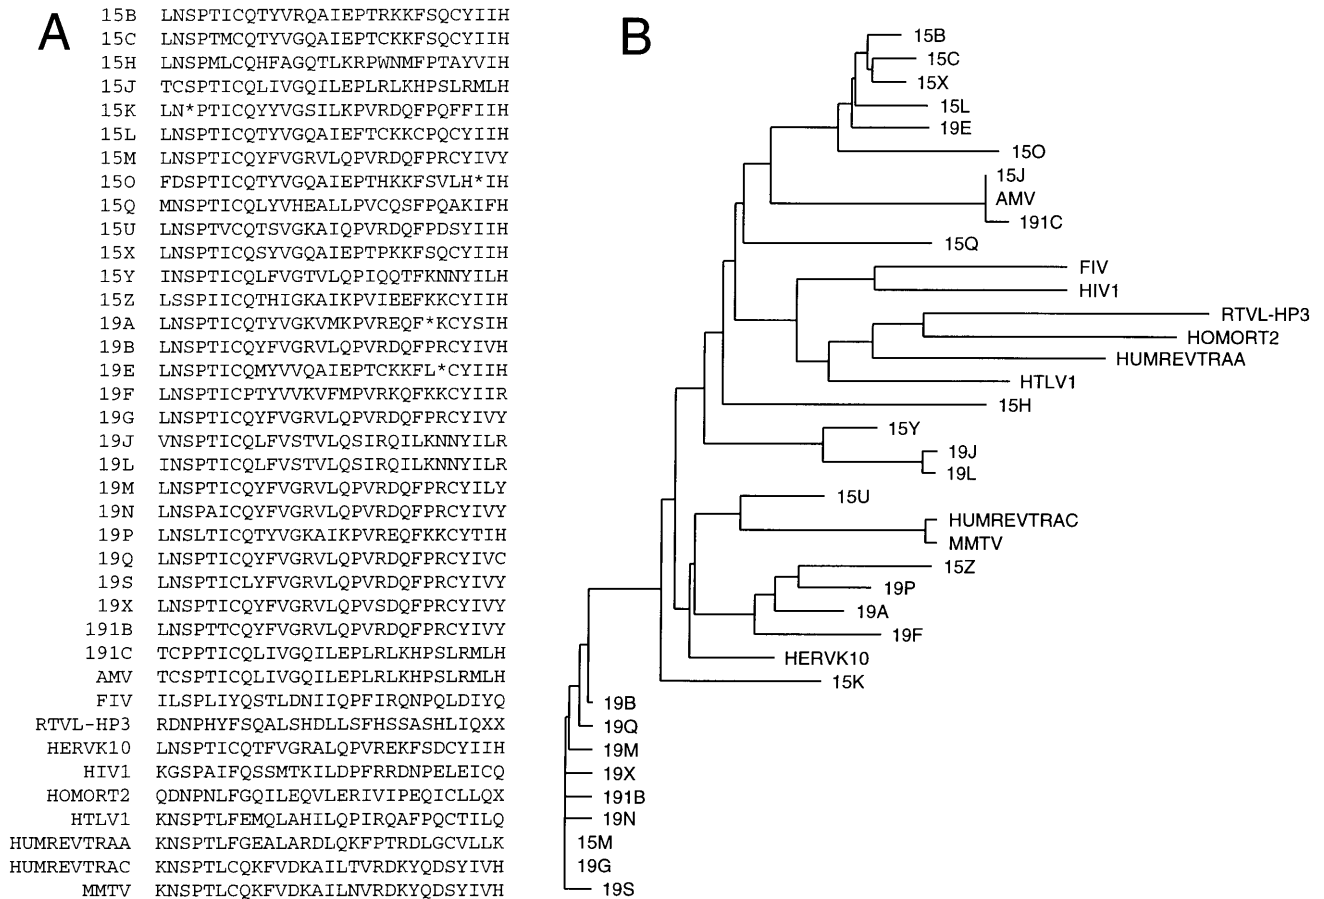 A
15B LNSPTICQTYVRQAIEPTRKKFSQCYIIH
15C LNSPTMCQTYVGQAIEPTCKKFSQCYIIH
15H LNSPMLCQHFAGQTLKRPWNMFPTAYVIH
15J TCSPTICQLIVGQILEPLRLKHPSLRMLH
15K LN*PTICQYYVGSILKPVRDQFPQFFIIH
15L LNSPTICQTYVGQAIEFTCKKCPQCYIIH
15M LNSPTICQYFVGRVLQPVRDQFPRCYIVY
15O FDSPTICQTYVGQAIEPTHKKFSVLH*IH
15Q MNSPTICQLYVHEALLPVCQSFPQAKIFH
15U LNSPTVCQTSVGKAIQPVRDQFPDSYIIH
15X LNSPTICQSYVGQAIEPTPKKFSQCYIIH
15Y INSPTICQLFVGTVLQPIQQTFKNNYILH
15Z LSSPIICQTHIGKAIKPVIEEFKKCYIIH
19A LNSPTICQTYVGKVMKPVREQF*KCYSIH
19B LNSPTICQYFVGRVLQPVRDQFPRCYIVH
19E LNSPTICQMYVVQAIEPTCKKFL*CYIIH
19F LNSPTICPTYVVKVFMPVRKQFKKCYIIR
19G LNSPTICQYFVGRVLQPVRDQFPRCYIVY
19J VNSPTICQLFVSTVLQSIRQILKNNYILR
19L INSPTICQLFVSTVLQSIRQILKNNYILR
19M LNSPTICQYFVGRVLQPVRDQFPRCYILY
19N LNSPAICQYFVGRVLQPVRDQFPRCYIVY
19P LNSLTICQTYVGKAIKPVREQFKKCYTIH
19Q LNSPTICQYFVGRVLQPVRDQFPRCYIVC
19S LNSPTICLYFVGRVLQPVRDQFPRCYIVY
19X LNSPTICQYFVGRVLQPVSDQFPRCYIVY
191B LNSPTTCQYFVGRVLQPVRDQFPRCYIVY
191C TCPPTICQLIVGQILEPLRLKHPSLRMLH
AMV TCSPTICQLIVGQILEPLRLKHPSLRMLH
FIV ILSPLIYQSTLDNIIQPFIRQNPQLDIYQ
RTVL-HP3 RDNPHYFSQALSHDLLSFHSSASHLIQXX
HERVK10 LNSPTICQTFVGRALQPVREKFSDCYIIH
HIV1 KGSPAIFQSSMTKILDPFRRDNPELEICQ
HOMORT2 QDNPNLFGQILEQVLERIVIPEQICLLQX
HTLV1 KNSPTLFEMQLAHILQPIRQAFPQCTILQ
HUMREVTRAA KNSPTLFGEALARDLQKFPTRDLGCVLLK
HUMREVTRAC KNSPTLCQKFVDKAILTVRDKYQDSYIVH
MMTV KNSPTLCQKFVDKAILNVRDKYQDSYIVH
B
15B
15C
15X
15L
19E
15O
15J
AMV
191C
15Q
FIV
HIV1
RTVL-HP3
HOMORT2
HUMREVTRAA
HTLV1
15H
15Y
19J
19L
15U
HUMREVTRAC
MMTV
15Z
19P
19A
19F
HERVK10
15K
19B
19Q
19M
19X
191B
19N
15M
19G
19S